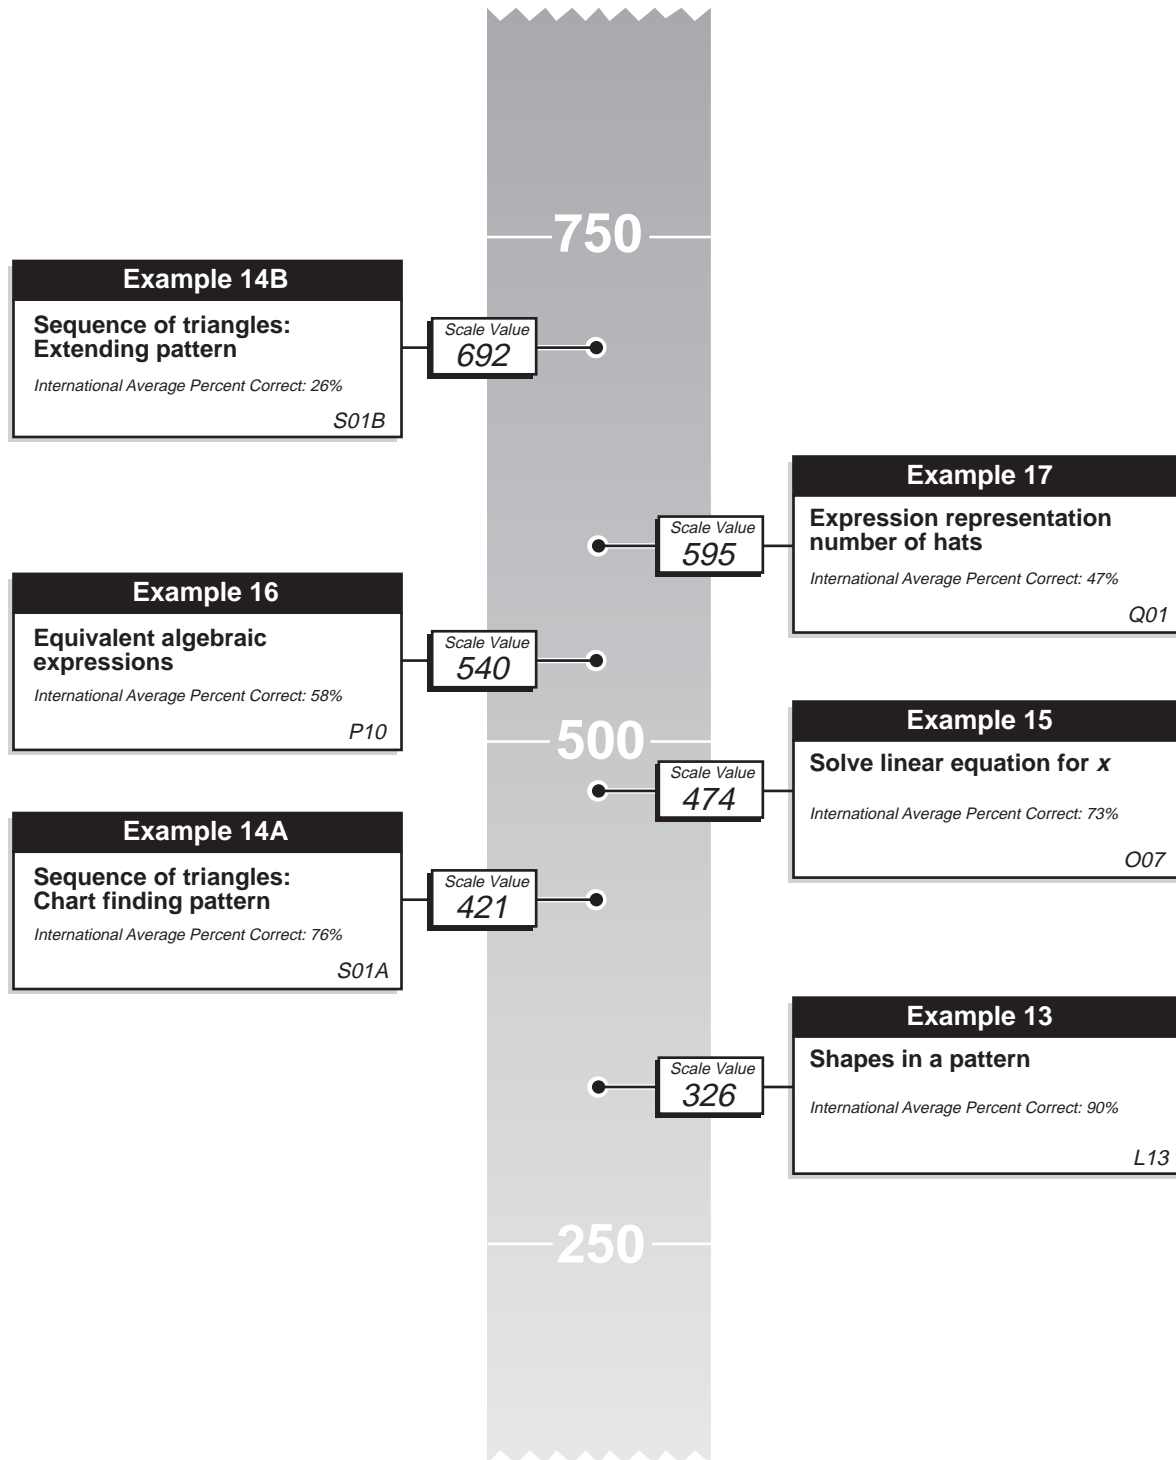 750
Example 14B
Sequence of triangles:
Extending pattern
International Average Percent Correct: 26%
S01B
Scale Value
692
Example 17
Expression representation
number of hats
International Average Percent Correct: 47%
Q01
Scale Value
595
Example 16
Equivalent algebraic
expressions
International Average Percent Correct: 58%
P10
Scale Value
540
500
Example 15
Solve linear equation for x
International Average Percent Correct: 73%
O07
Scale Value
474
Example 14A
Sequence of triangles:
Chart finding pattern
International Average Percent Correct: 76%
S01A
Scale Value
421
Example 13
Shapes in a pattern
International Average Percent Correct: 90%
L13
Scale Value
326
250